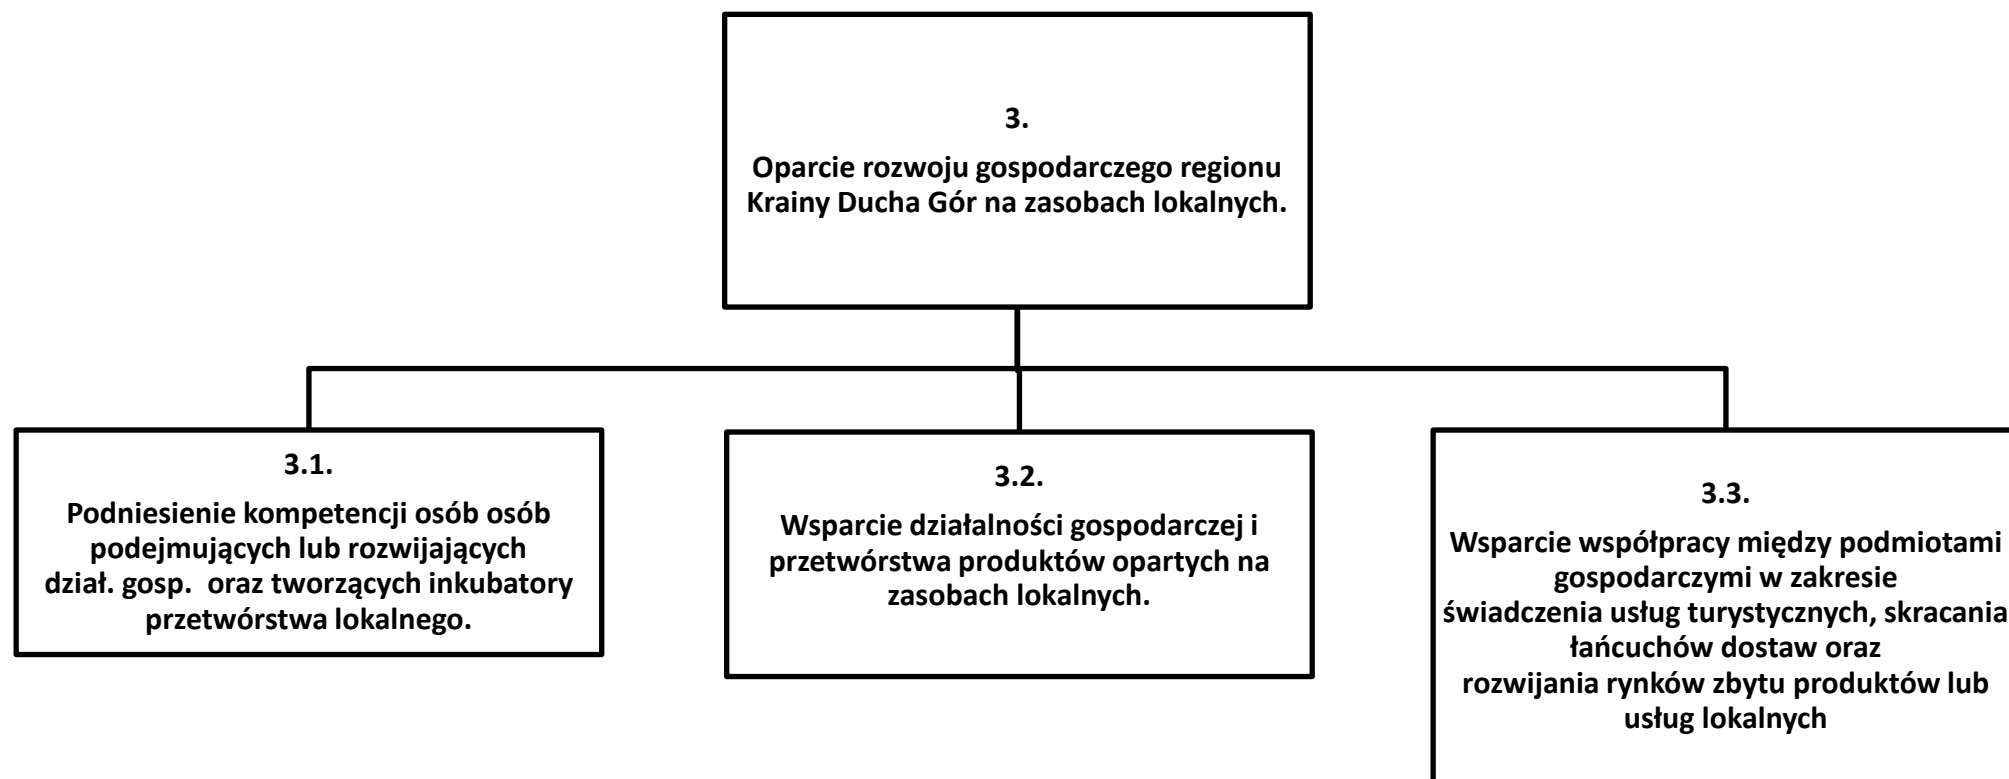 3.
Oparcie rozwoju gospodarczego regionu
Krainy Ducha Gór na zasobach lokalnych.
3.1.
Podniesienie kompetencji osób osób
podejmujących lub rozwijających
dział. gosp. oraz tworzących inkubatory
przetwórstwa lokalnego.
3.2.
Wsparcie działalności gospodarczej i
przetwórstwa produktów opartych na
zasobach lokalnych.
3.3.
Wsparcie współpracy między podmiotami
gospodarczymi w zakresie
świadczenia usług turystycznych, skracania
łańcuchów dostaw oraz
rozwijania rynków zbytu produktów lub
usług lokalnych